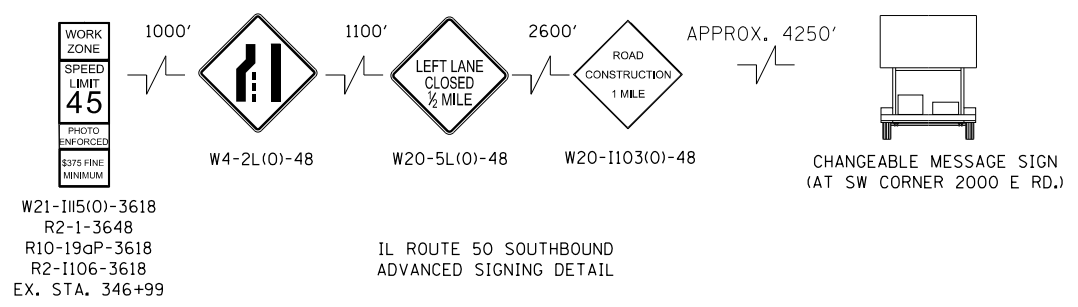 WORK
ZONE
SPEED
LIMIT
45
PHOTO
ENFORCED
$375 FINE
MINIMUM
W21-I115(O)-3618
R2-1-3648
R10-19aP-3618
R2-I106-3618
EX. STA. 346+99
1000'
W4-2L(O)-48
1100'
LEFT LANE
CLOSED
½ MILE
W20-5L(O)-48
2600'
ROAD
CONSTRUCTION
1 MILE
W20-I103(O)-48
APPROX. 4250'
CHANGEABLE MESSAGE SIGN
(AT SW CORNER 2000 E RD.)
IL ROUTE 50 SOUTHBOUND
ADVANCED SIGNING DETAIL